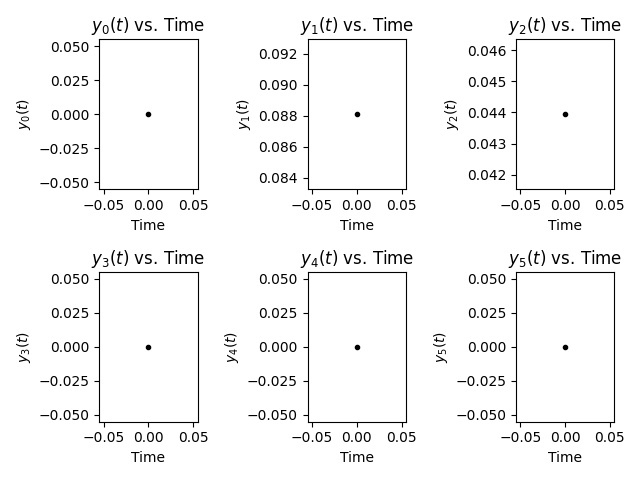 y₀(t) vs. Time
y₁(t) vs. Time
y₂(t) vs. Time
0.050
0.025
0.000
−0.025
−0.050
y₀(t)
−0.05 0.00 0.05
Time
0.092
0.090
0.088
0.086
0.084
y₁(t)
−0.05 0.00 0.05
Time
0.046
0.045
0.044
0.043
0.042
y₂(t)
−0.05 0.00 0.05
Time
y₃(t) vs. Time
y₄(t) vs. Time
y₅(t) vs. Time
0.050
0.025
0.000
−0.025
−0.050
y₃(t)
−0.05 0.00 0.05
Time
0.050
0.025
0.000
−0.025
−0.050
y₄(t)
−0.05 0.00 0.05
Time
0.050
0.025
0.000
−0.025
−0.050
y₅(t)
−0.05 0.00 0.05
Time